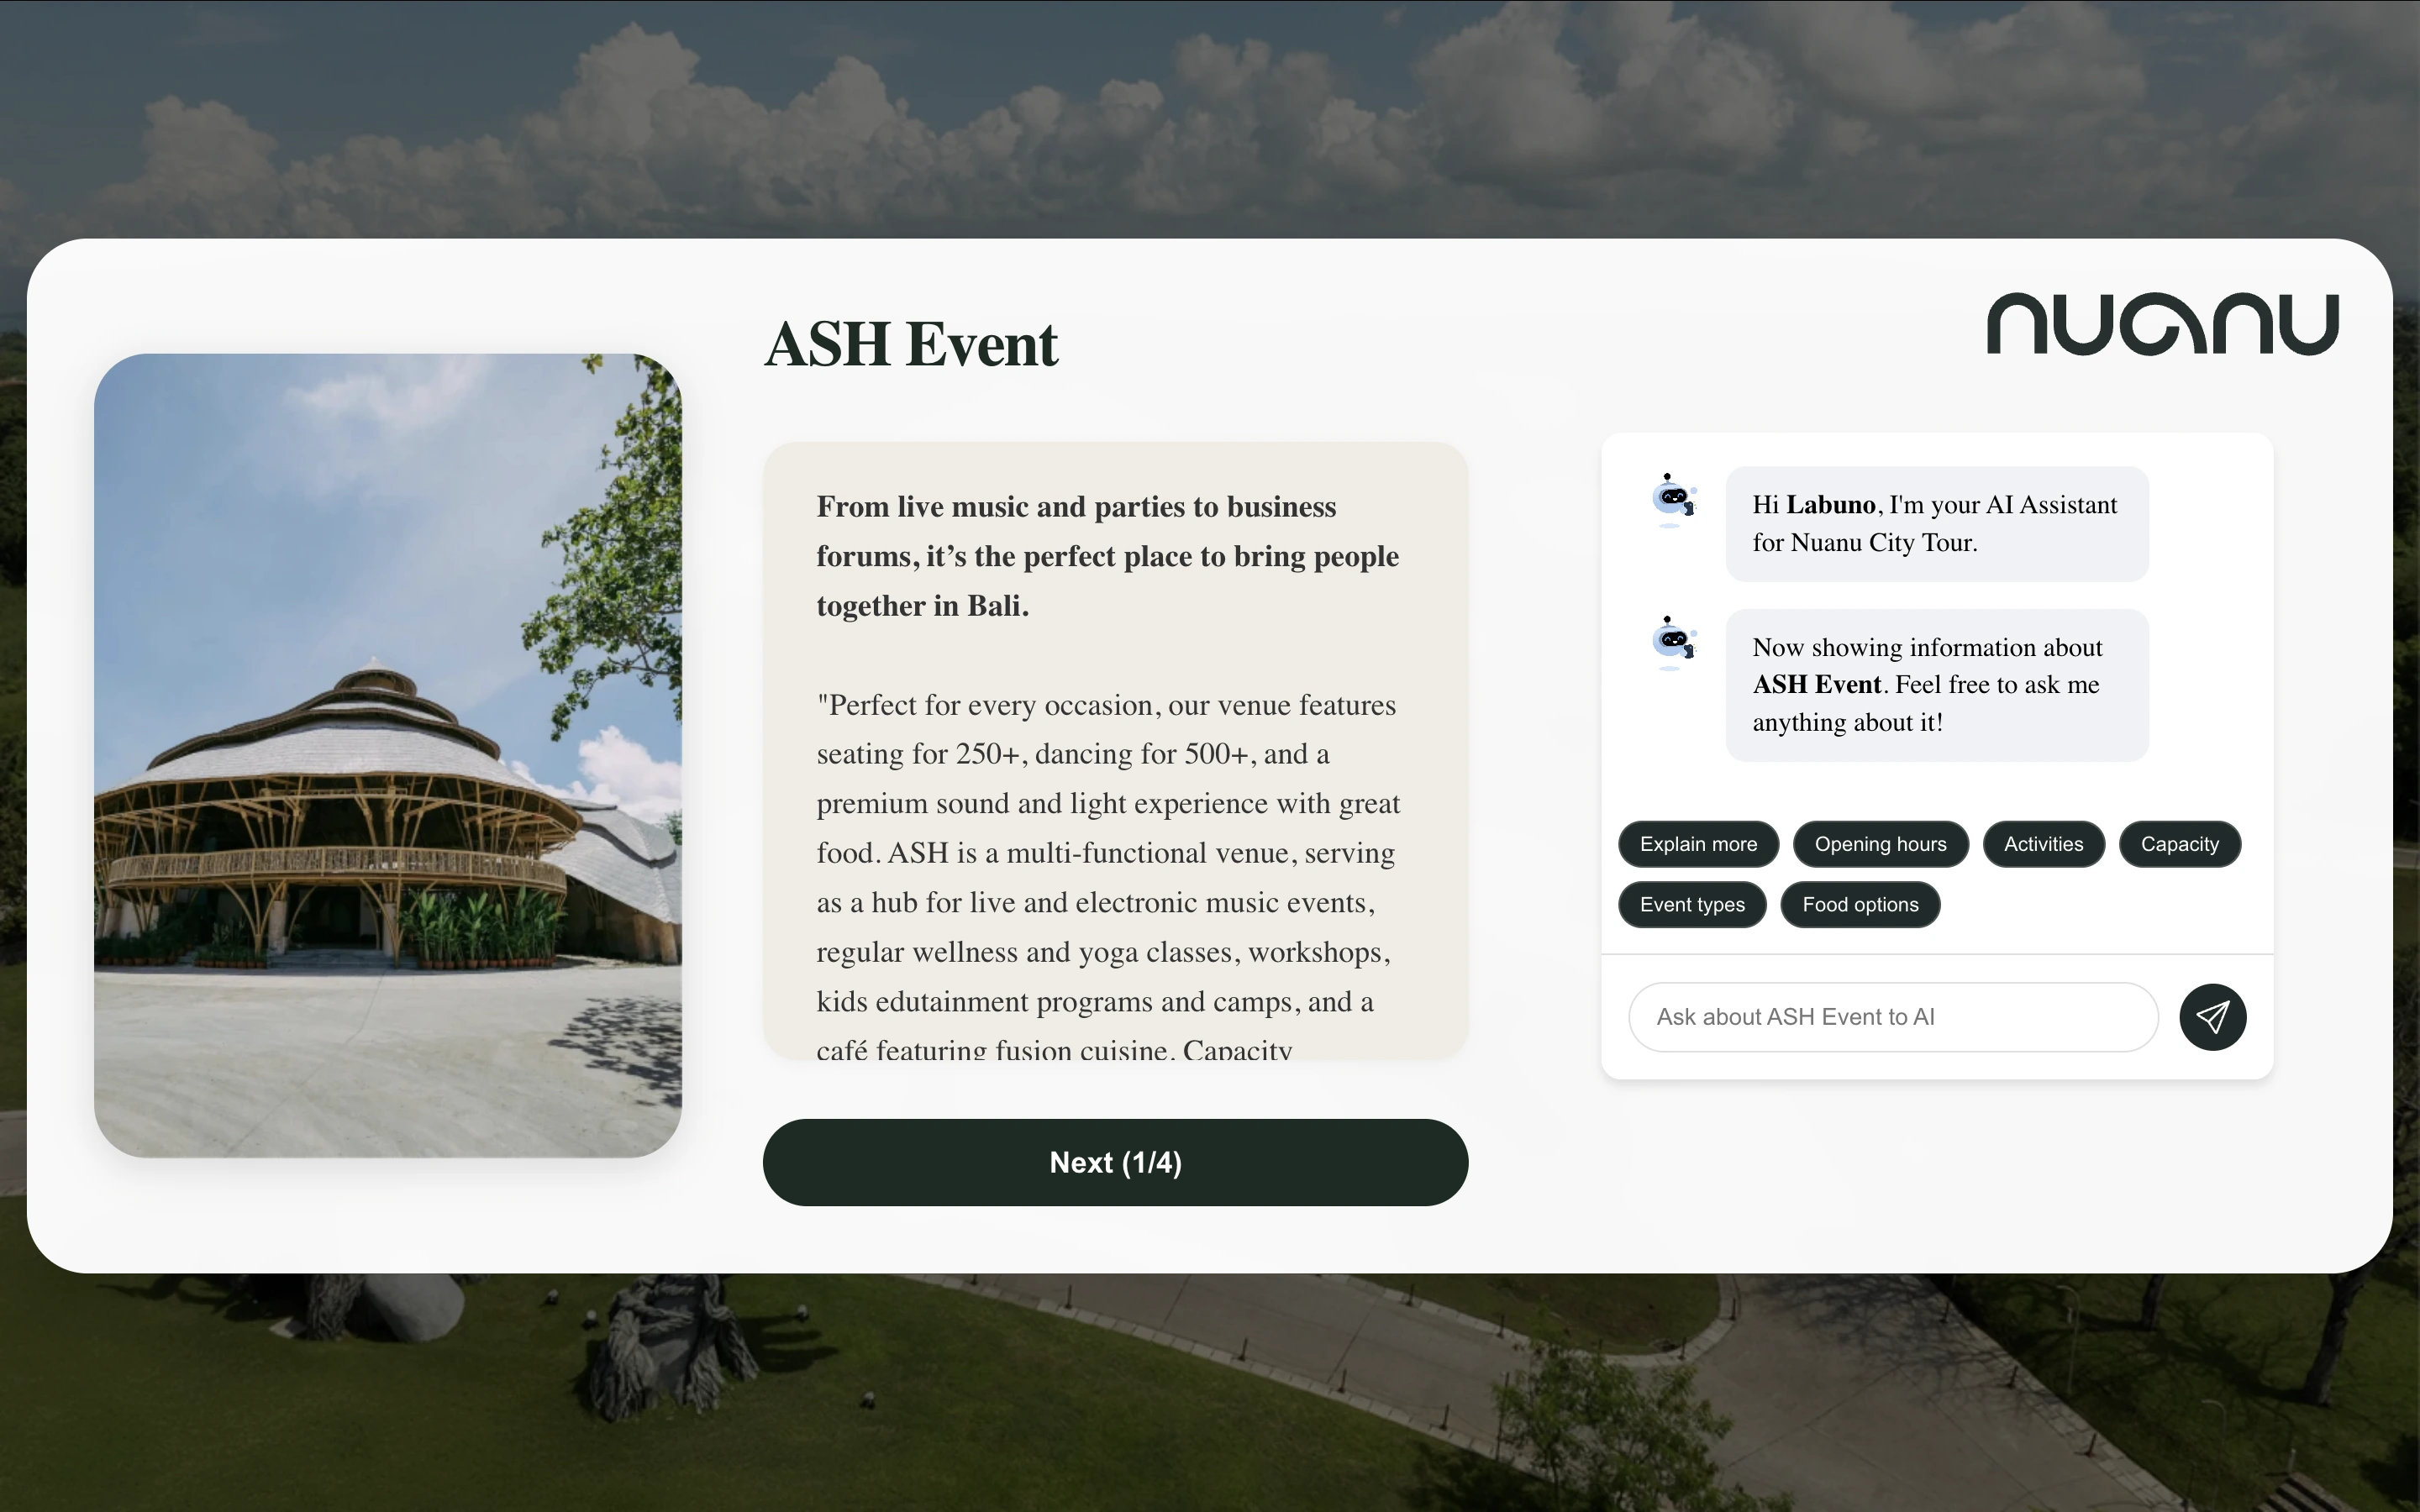 nuanu
ASH Event
From live music and parties to business
forums, it’s the perfect place to bring people
together in Bali.
"Perfect for every occasion, our venue features
seating for 250+, dancing for 500+, and a
premium sound and light experience with great
food. ASH is a multi-functional venue, serving
as a hub for live and electronic music events,
regular wellness and yoga classes, workshops,
kids edutainment programs and camps, and a
café featuring fusion cuisine. Capacity
Next (1/4)
Hi Labuno, I'm your AI Assistant
for Nuanu City Tour.
Now showing information about
ASH Event. Feel free to ask me
anything about it!
Explain more Opening hours Activities Capacity
Event types Food options
Ask about ASH Event to AI